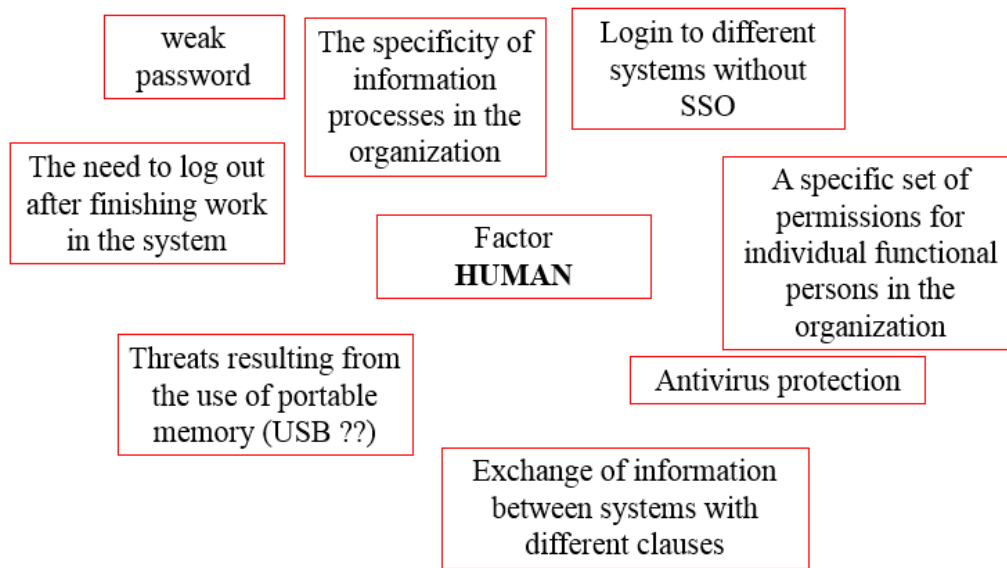 weak
password
The specificity of
information
processes in the
organization
Login to different
systems without
SSO
The need to log out
after finishing work
in the system
Factor
HUMAN
A specific set of
permissions for
individual functional
persons in the
organization
Threats resulting from
the use of portable
memory (USB ??)
Antivirus protection
Exchange of information
between systems with
different clauses